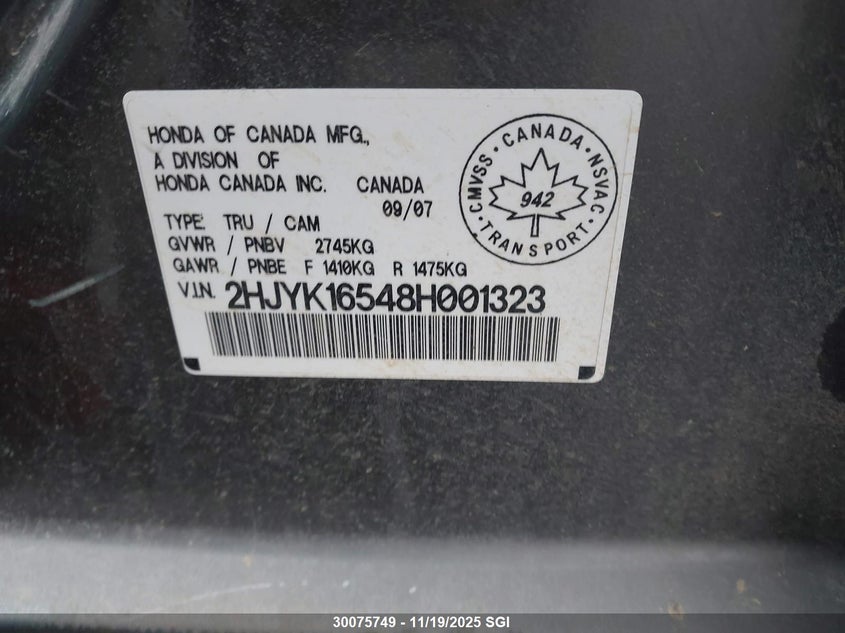 HONDA OF CANADA MFG.,
A DIVISION OF
HONDA CANADA INC. CANADA
09/07
TYPE: TRU / CAM
GVWR / PNBV 2745KG
GAWR / PNBE F 1410KG R 1475KG
V.I.N. 2HJYK16548H001323
CANADA • NSVAC • TRANSPORT • CMVSS •
942
30075749 - 11/19/2025 SGI